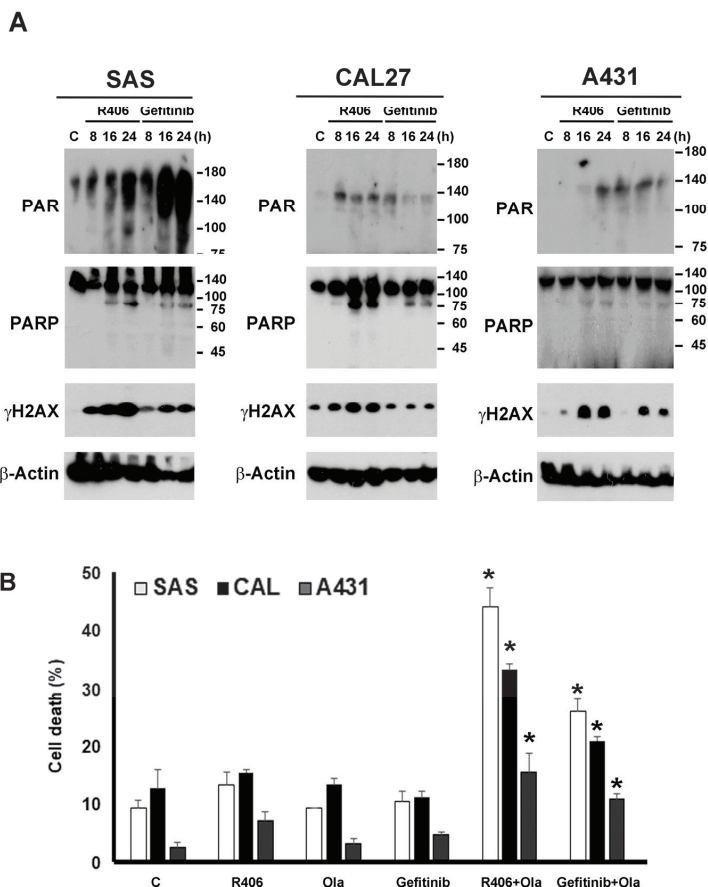 A
SAS CAL27 A431
R406 Gefitinib R406 Gefitinib R406 Gefitinib
C 8 16 24 8 16 24 (h) C 8 16 24 8 16 24 (h) C 8 16 24 8 16 24 (h)
PAR -180 -140 -100 75 PAR -180 -140 -100 -75 PAR -180 -140 -100 -75
PARP -140 -100 -75 -60 -45 PARP -140 -100 -75 -60 -45 PARP -140 -100 -75 -60 -45
γH2AX γH2AX γH2AX
β-Actin β-Actin β-Actin
B
SAS CAL A431
Cell death (%)
50
40
30
20
10
0
* * * * * *
C R406 Ola Gefitinib R406+Ola Gefitinib+Ola